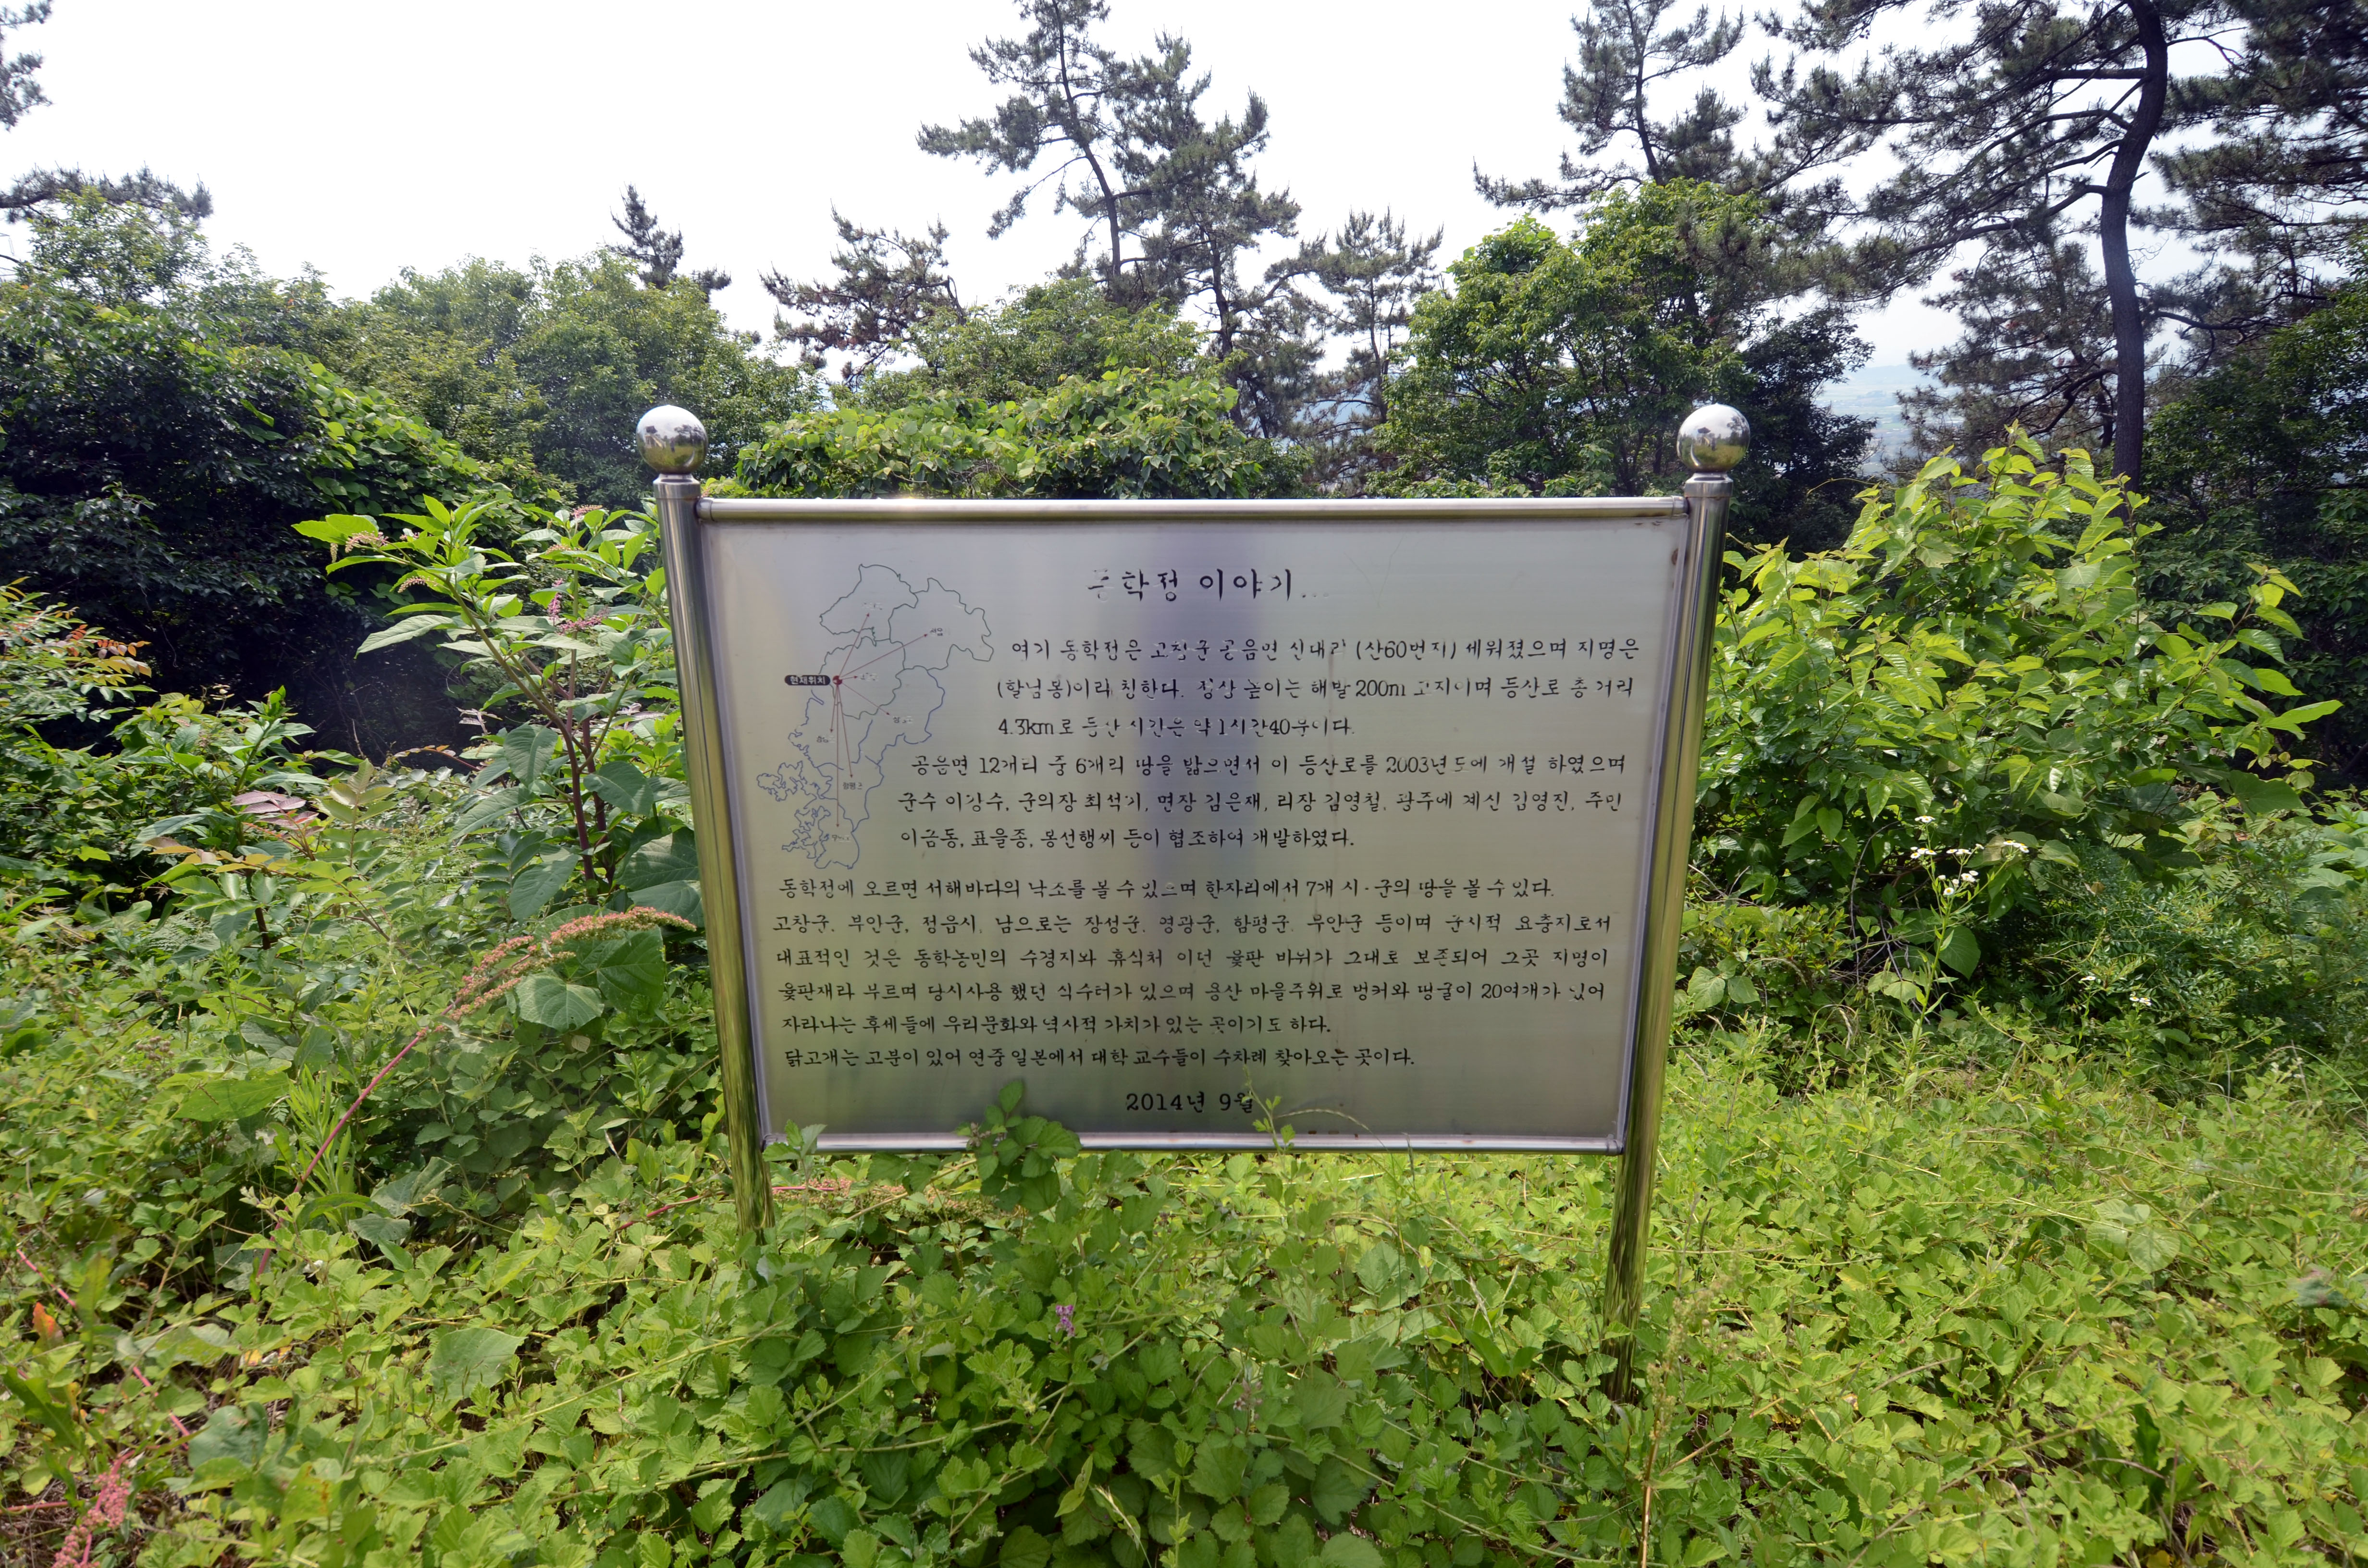 동학정 이야기...
여기 동학정은 고창군 공음면 신대리 (산60번지) 세워졌으며 지명은
(할님봉)이라 칭한다. 정상 높이는 해발 200m 고지이며 등산로 총 거리
4.3km로 등산 시간은 약 1시간40분이다.
현재위치
공음면 12개리 중 6개리 땅을 밟으면서 이 등산로를 2003년도에 개설 하였으며
군수 이강수, 군의장 최석기, 면장 김은재, 리장 김영철, 광주에 계신 김영진, 주민
이금동, 표을종, 봉선행씨 등이 협조하여 개발하였다.
동학정에 오르면 서해바다의 낙조를 볼 수 있으며 한자리에서 7개 시·군의 땅을 볼 수 있다.
고창군, 부안군, 정읍시, 남으로는 장성군, 영광군, 함평군, 무안군 등이며 군사적 요충지로서
대표적인 것은 동학농민의 수경지와 휴식처 이던 윷판 바위가 그대로 보존되어 그곳 지명이
윷판재라 부르며 당시사용 했던 식수터가 있으며 용산 마을주위로 벙커와 땅굴이 20여개가 있어
자라나는 후세들에 우리문화와 녁사적 가치가 있는 곳이기도 하다.
닭고개는 고분이 있어 연중 일본에서 대학 교수들이 수차례 찾아오는 곳이다.
2014년 9월